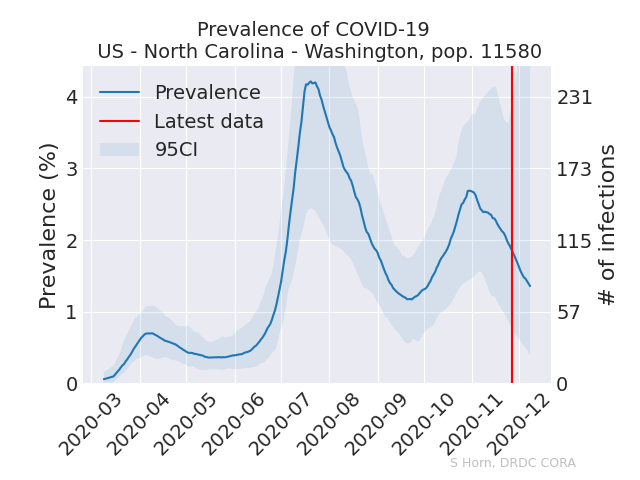 Prevalence of COVID-19
US - North Carolina - Washington, pop. 11580
Prevalence
Latest data
95CI
Prevalence (%)
4
3
2
1
0
231
173
115
57
0
# of infections
2020-03
2020-04
2020-05
2020-06
2020-07
2020-08
2020-09
2020-10
2020-11
2020-12
S Horn, DRDC CORA